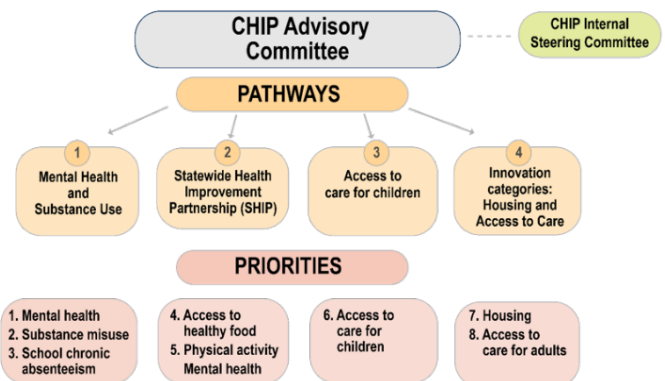 CHIP Advisory
Committee
CHIP Internal
Steering Committee
PATHWAYS
1
Mental Health
and
Substance Use
2
Statewide Health
Improvement
Partnership (SHIP)
3
Access to
care for children
4
Innovation
categories:
Housing and
Access to Care
PRIORITIES
1. Mental health
2. Substance misuse
3. School chronic
absenteeism
4. Access to
healthy food
5. Physical activity
Mental health
6. Access to
care for
children
7. Housing
8. Access to
care for adults